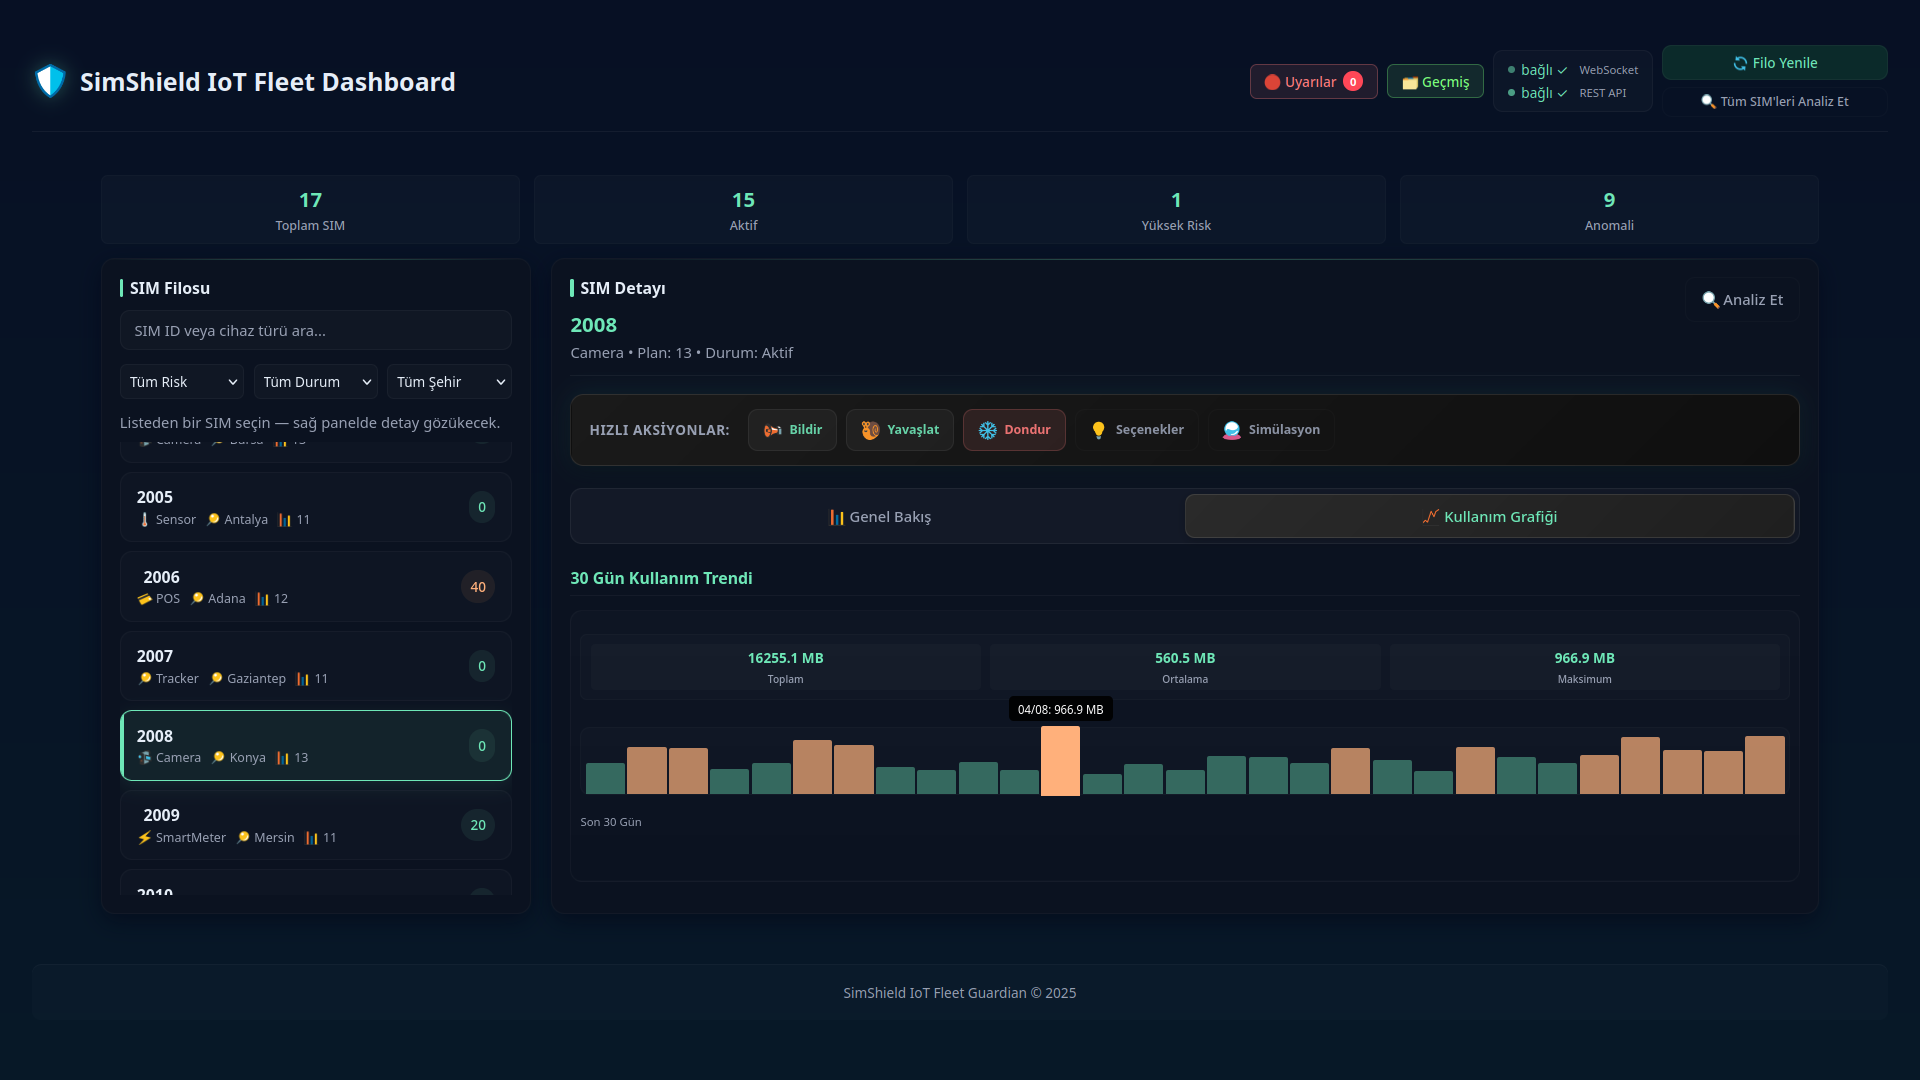 SimShield IoT Fleet Dashboard
Uyarılar 0
Geçmiş
bağlı ✓ WebSocket
bağlı ✓ REST API
Filo Yenile
Tüm SIM'leri Analiz Et
17
Toplam SIM
15
Aktif
1
Yüksek Risk
9
Anomali
SIM Filosu
SIM ID veya cihaz türü ara...
Tüm Risk
Tüm Durum
Tüm Şehir
Listeden bir SIM seçin — sağ panelde detay gözükecek.
2005
Sensor Antalya 11
0
2006
POS Adana 12
40
2007
Tracker Gaziantep 11
0
2008
Camera Konya 13
0
2009
SmartMeter Mersin 11
20
2010
SIM Detayı
Analiz Et
2008
Camera • Plan: 13 • Durum: Aktif
HIZLI AKSİYONLAR:
Bildir
Yavaşlat
Dondur
Seçenekler
Simülasyon
Genel Bakış
Kullanım Grafiği
30 Gün Kullanım Trendi
16255.1 MB
Toplam
560.5 MB
Ortalama
966.9 MB
Maksimum
04/08: 966.9 MB
Son 30 Gün
SimShield IoT Fleet Guardian © 2025